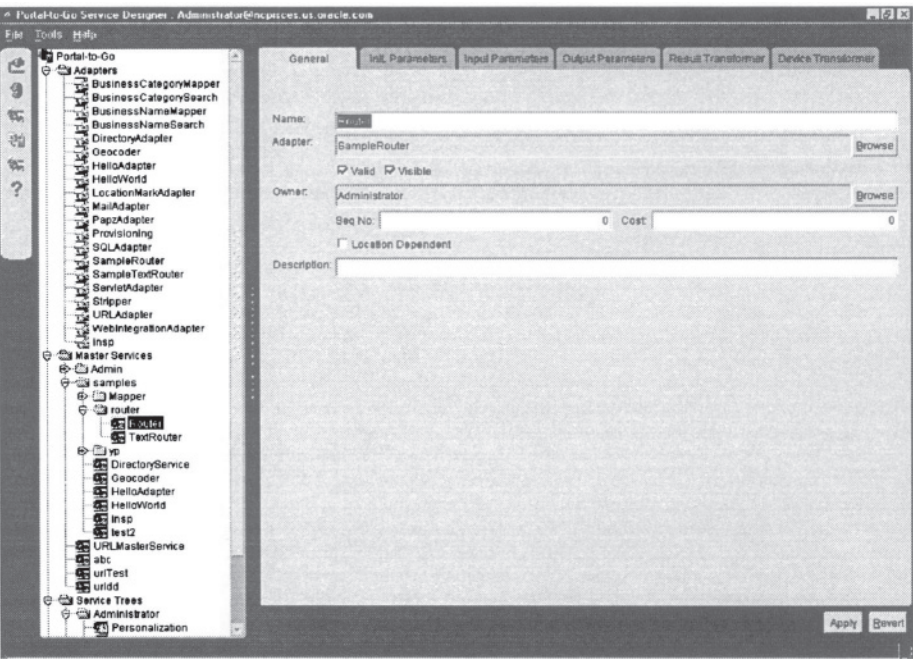 Portal-to-Go Service Designer : Administrator@ncprisces.us.oracle.com
File Tools Help
Portal-to-Go
Adapters
BusinessCategoryMapper
BusinessCategorySearch
BusinessNameMapper
BusinessNameSearch
DirectoryAdapter
Geocoder
HelloAdapter
HelloWorld
LocationMarkAdapter
MailAdapter
PapzAdapter
Provisioning
SQLAdapter
SampleRouter
SampleTextRouter
ServletAdapter
Stripper
URLAdapter
WebIntegrationAdapter
insp
Master Services
Admin
samples
Mapper
router
Router
TextRouter
yp
DirectoryService
Geocoder
HelloAdapter
HelloWorld
insp
test2
URLMasterService
abc
urlTest
urldd
Service Trees
Administrator
Personalization
General Init. Parameters Input Parameters Output Parameters Result Transformer Device Transformer
Name: Router
Adapter: SampleRouter Browse
Valid Visible
Owner: Administrator Browse
Seq No: 0 Cost: 0
Location Dependent
Description:
Apply Revert